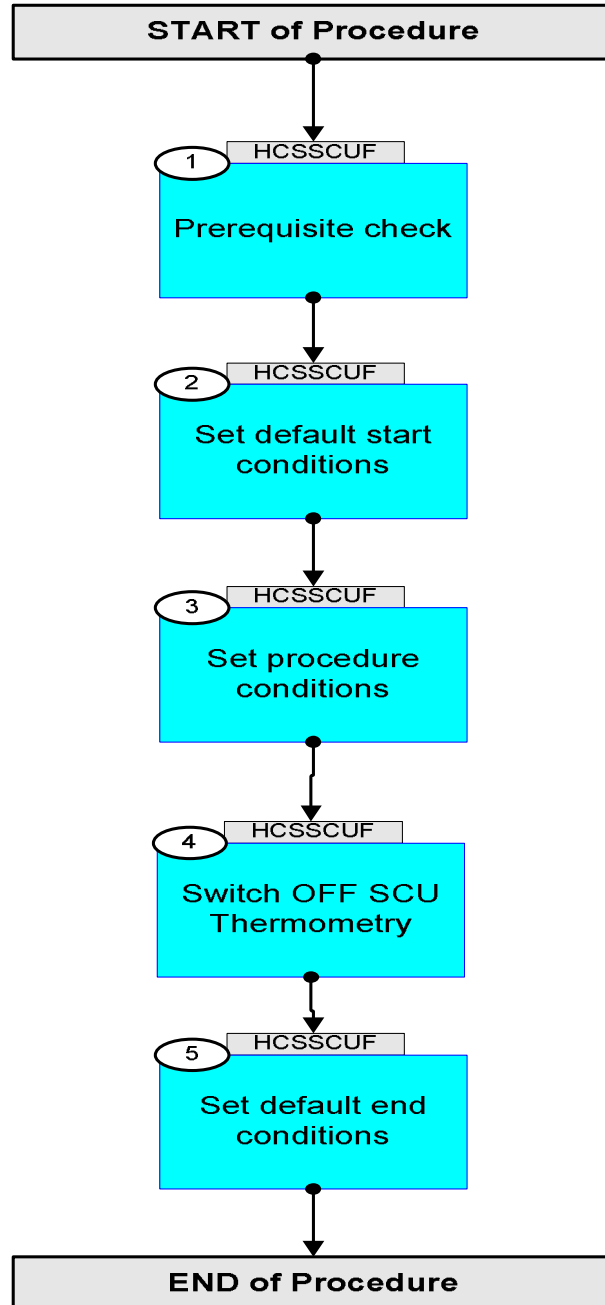 START of Procedure
HCSSCUF
1
Prerequisite check
HCSSCUF
2
Set default start
conditions
HCSSCUF
3
Set procedure
conditions
HCSSCUF
4
Switch OFF SCU
Thermometry
HCSSCUF
5
Set default end
conditions
END of Procedure